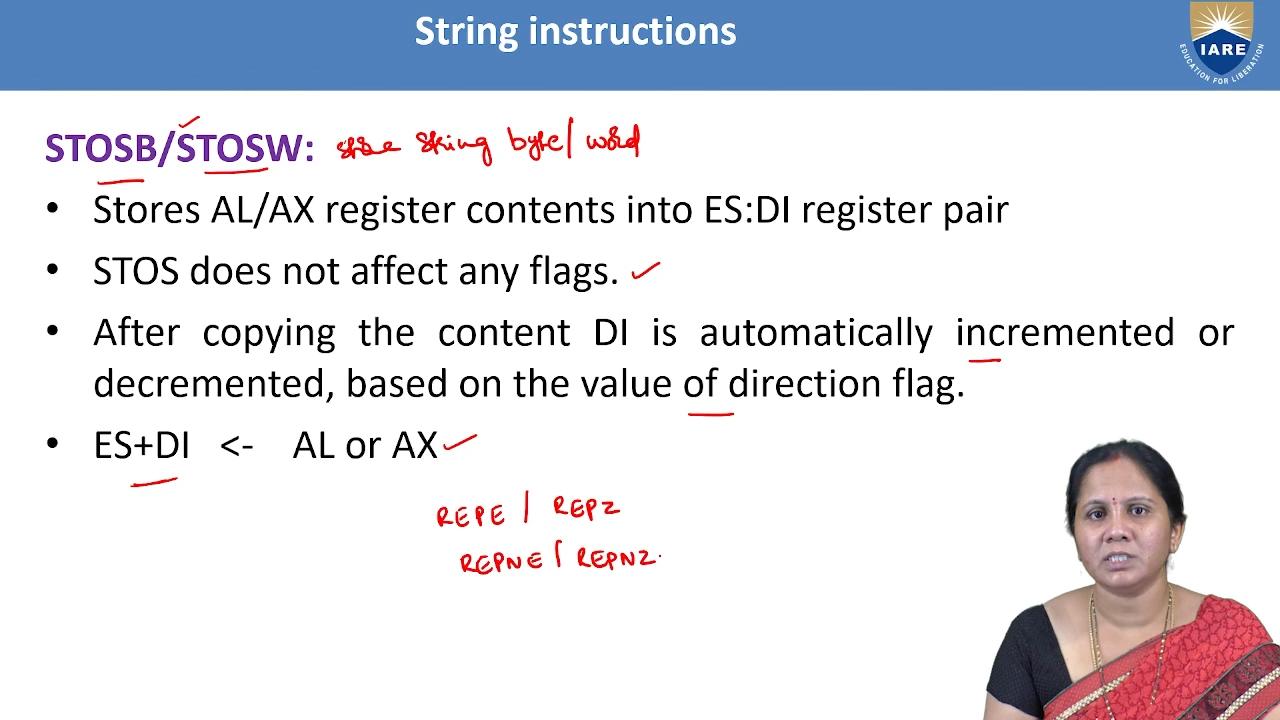 String instructions
IARE
EDUCATION FOR LIBERATION
STOSB/STOSW: store string byte/word
• Stores AL/AX register contents into ES:DI register pair
• STOS does not affect any flags.
• After copying the content DI is automatically incremented or
decremented, based on the value of direction flag.
• ES+DI <- AL or AX
REPE / REPZ
REPNE / REPNZ.